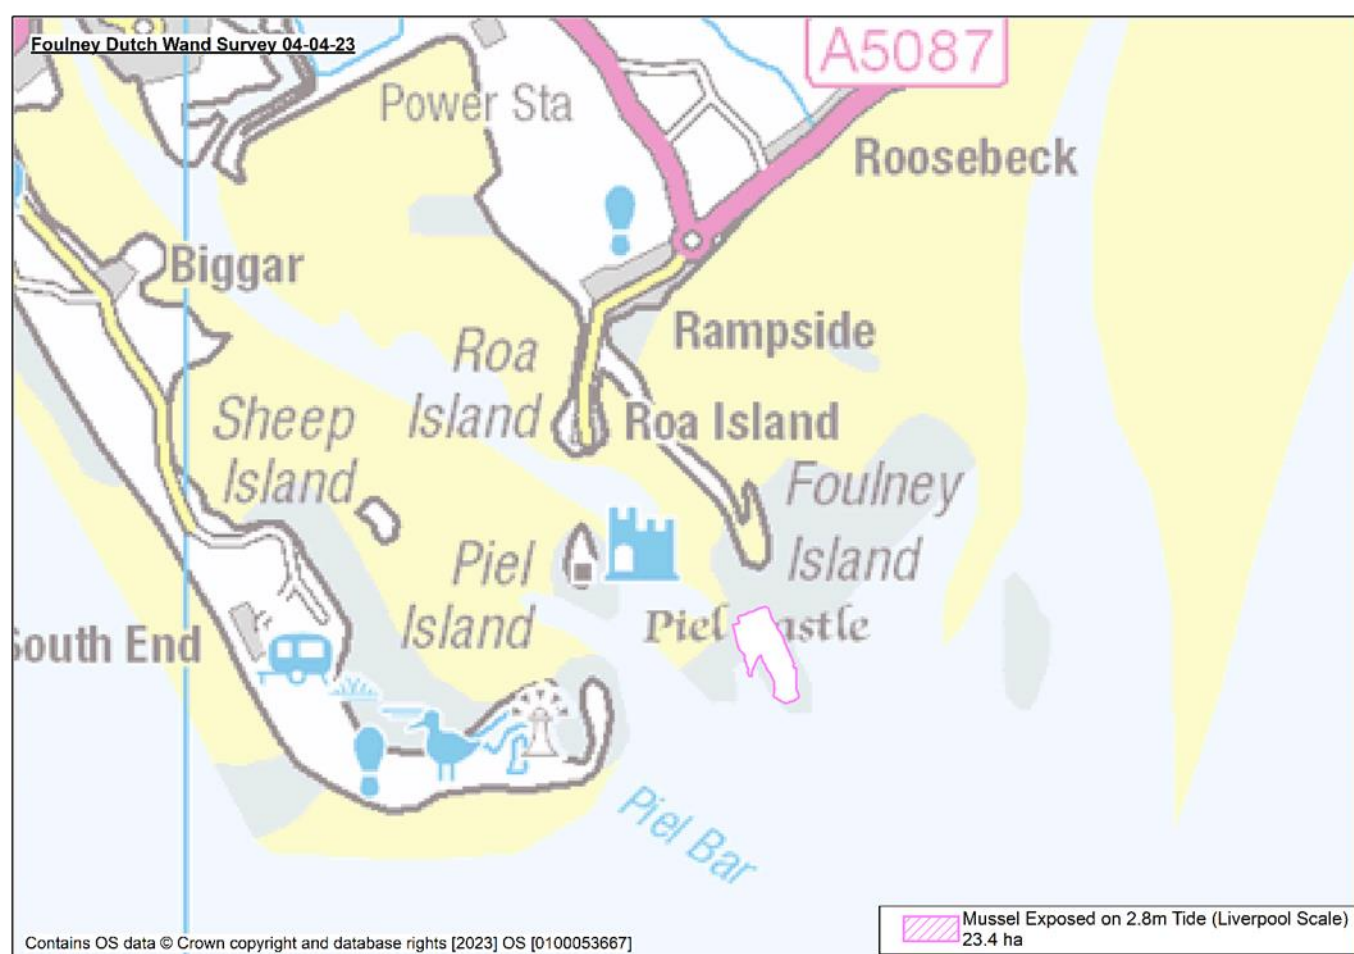 Foulney Dutch Wand Survey 04-04-23
A5087
Power Sta
Roosebeck
Biggar
Rampside
Roa
Island
Roa Island
Sheep
Island
Foulney
Island
Piel
Island
Piel
South End
Piel Bar
Mussel Exposed on 2.8m Tide (Liverpool Scale)
23.4 ha
Contains OS data © Crown copyright and database rights [2023] OS [0100053667]